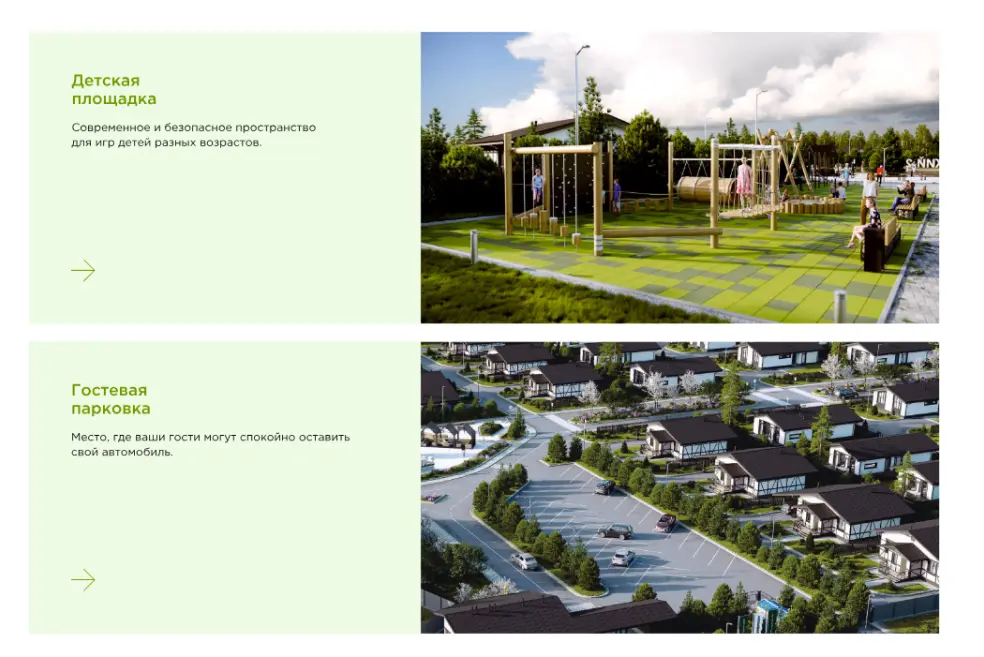 Детская
площадка
Современное и безопасное пространство
для игр детей разных возрастов.
Гостевая
парковка
Место, где ваши гости могут спокойно оставить
свой автомобиль.